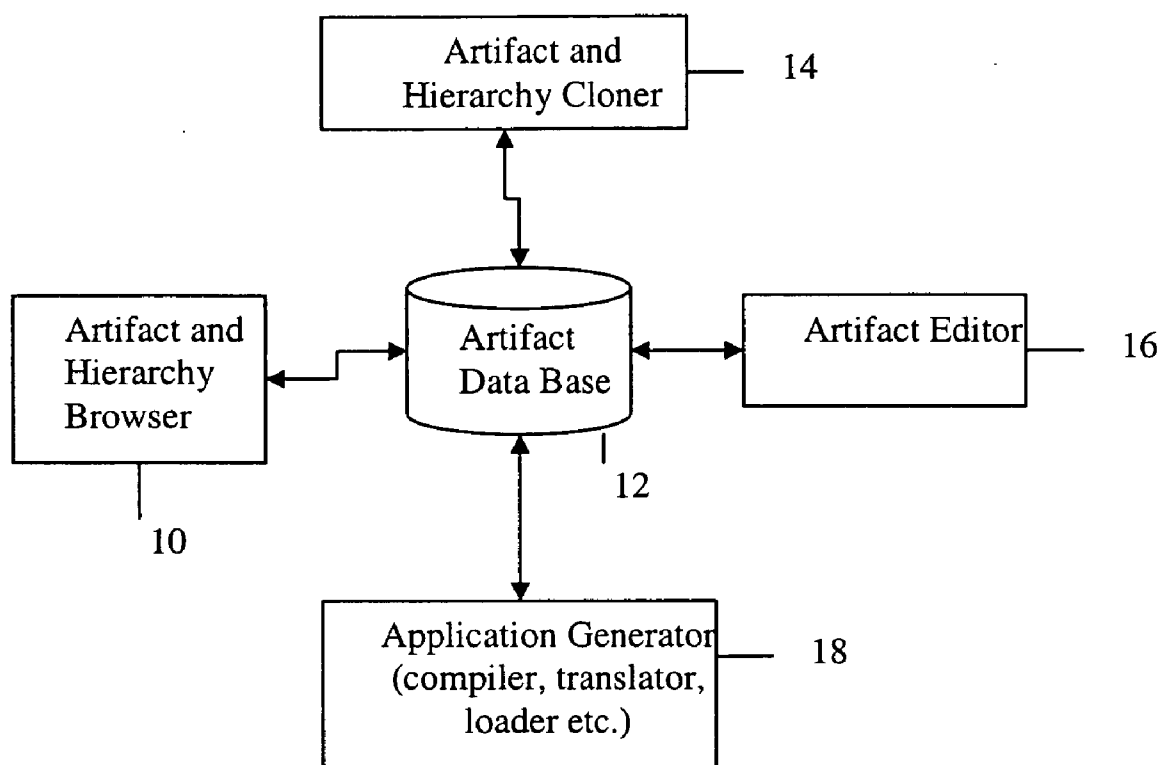 Artifact and
Hierarchy Cloner
14
Artifact and
Hierarchy
Browser
10
Artifact
Data Base
12
Artifact Editor
16
Application Generator
(compiler, translator,
loader etc.)
18